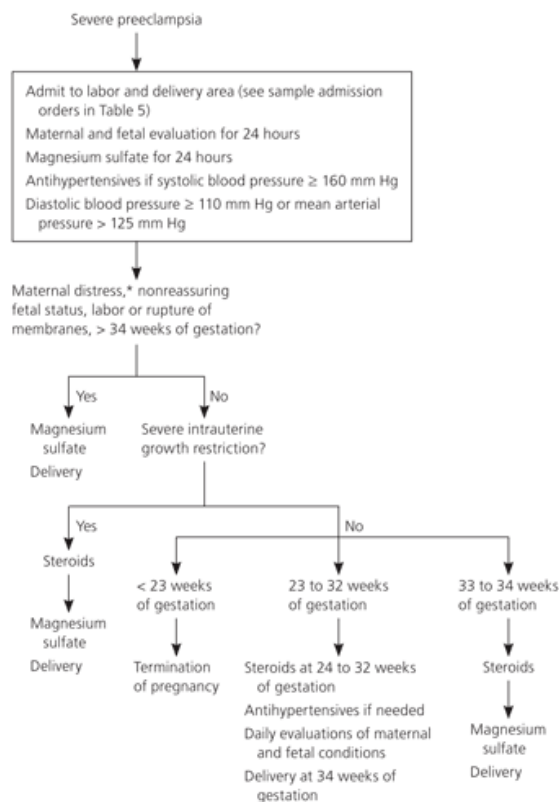 Severe preeclampsia
Admit to labor and delivery area (see sample admission
orders in Table 5)
Maternal and fetal evaluation for 24 hours
Magnesium sulfate for 24 hours
Antihypertensives if systolic blood pressure ≥ 160 mm Hg
Diastolic blood pressure ≥ 110 mm Hg or mean arterial
pressure > 125 mm Hg
Maternal distress,* nonreassuring
fetal status, labor or rupture of
membranes, > 34 weeks of gestation?
Yes
No
Magnesium
sulfate
Delivery
Severe intrauterine
growth restriction?
Yes
No
Steroids
Magnesium
sulfate
Delivery
< 23 weeks
of gestation
Termination
of pregnancy
23 to 32 weeks
of gestation
Steroids at 24 to 32 weeks
of gestation
Antihypertensives if needed
Daily evaluations of maternal
and fetal conditions
Delivery at 34 weeks of
gestation
33 to 34 weeks
of gestation
Steroids
Magnesium
sulfate
Delivery